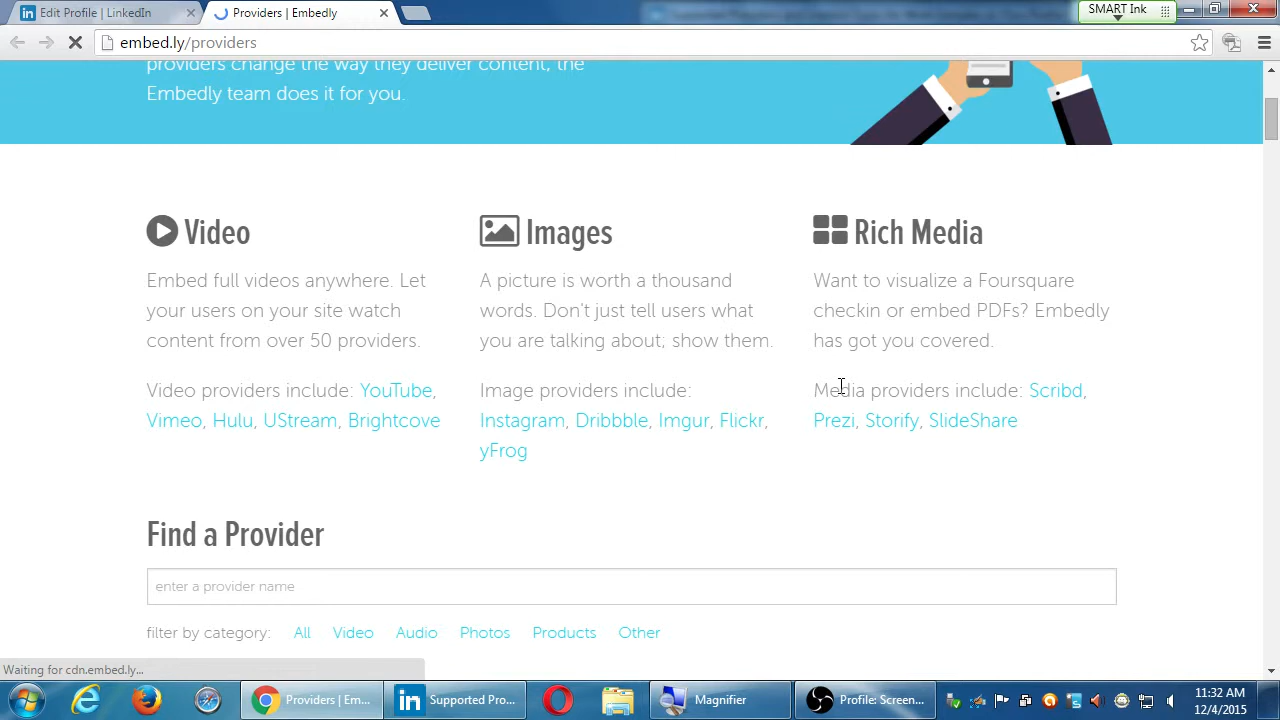 Edit Profile | LinkedIn
Providers | Embedly
SMART Ink
embed.ly/providers
providers change the way they deliver content, the
Embedly team does it for you.
Video
Embed full videos anywhere. Let
your users on your site watch
content from over 50 providers.
Video providers include: YouTube,
Vimeo, Hulu, UStream, Brightcove
Images
A picture is worth a thousand
words. Don't just tell users what
you are talking about; show them.
Image providers include:
Instagram, Dribbble, Imgur, Flickr,
yFrog
Rich Media
Want to visualize a Foursquare
checkin or embed PDFs? Embedly
has got you covered.
Media providers include: Scribd,
Prezi, Storify, SlideShare
Find a Provider
enter a provider name
filter by category: All Video Audio Photos Products Other
Waiting for cdn.embed.ly...
Providers | Em...
Supported Pro...
Magnifier
Profile: Screen...
11:32 AM
12/4/2015